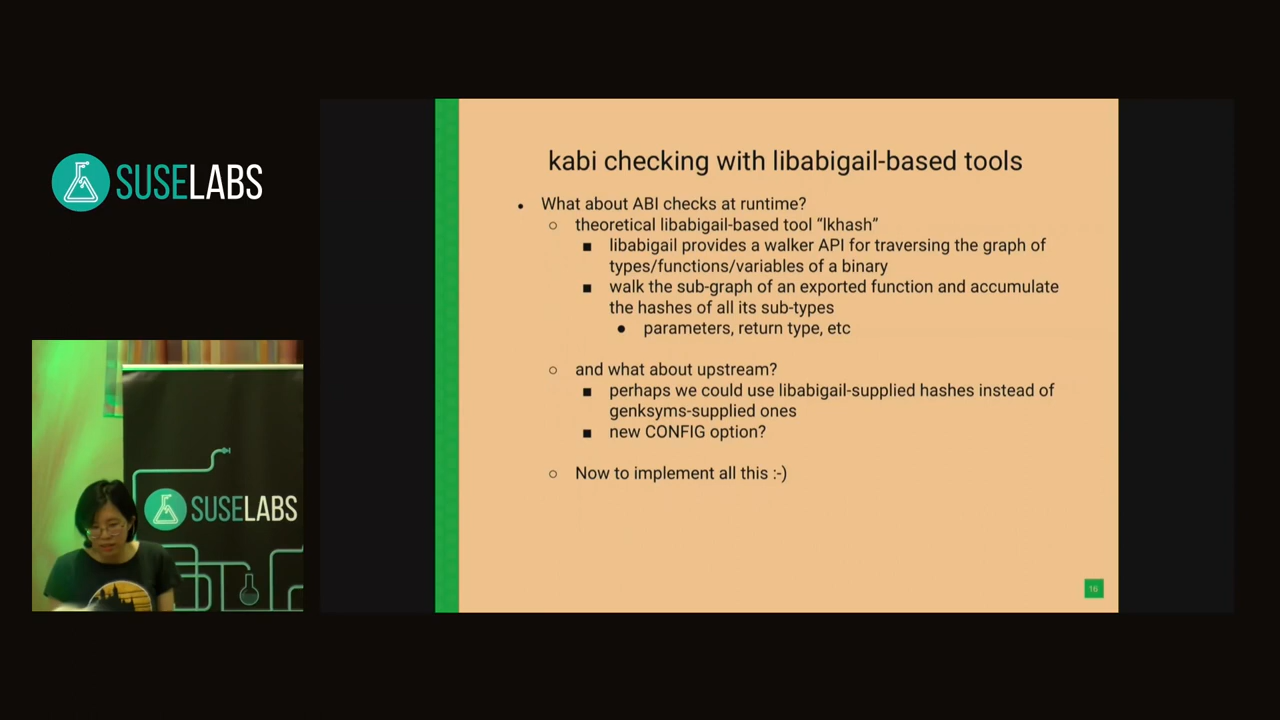 SUSELABS
kabi checking with libabigail-based tools
What about ABI checks at runtime?
theoretical libabigail-based tool “lkhash”
libabigail provides a walker API for traversing the graph of
types/functions/variables of a binary
walk the sub-graph of an exported function and accumulate
the hashes of all its sub-types
parameters, return type, etc
and what about upstream?
perhaps we could use libabigail-supplied hashes instead of
genksyms-supplied ones
new CONFIG option?
Now to implement all this :-)
16
SUSELABS